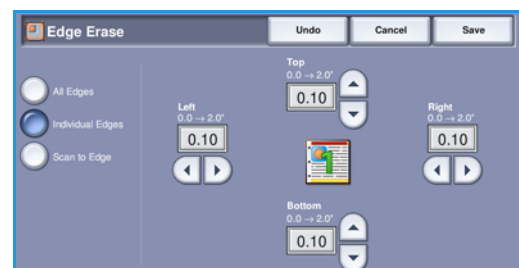 Edge Erase
Undo
Cancel
Save
All Edges
Individual Edges
Scan to Edge
Top
0.0 → 2.0"
0.10
Left
0.0 → 2.0"
0.10
Right
0.0 → 2.0"
0.10
1
Bottom
0.0 → 2.0"
0.10